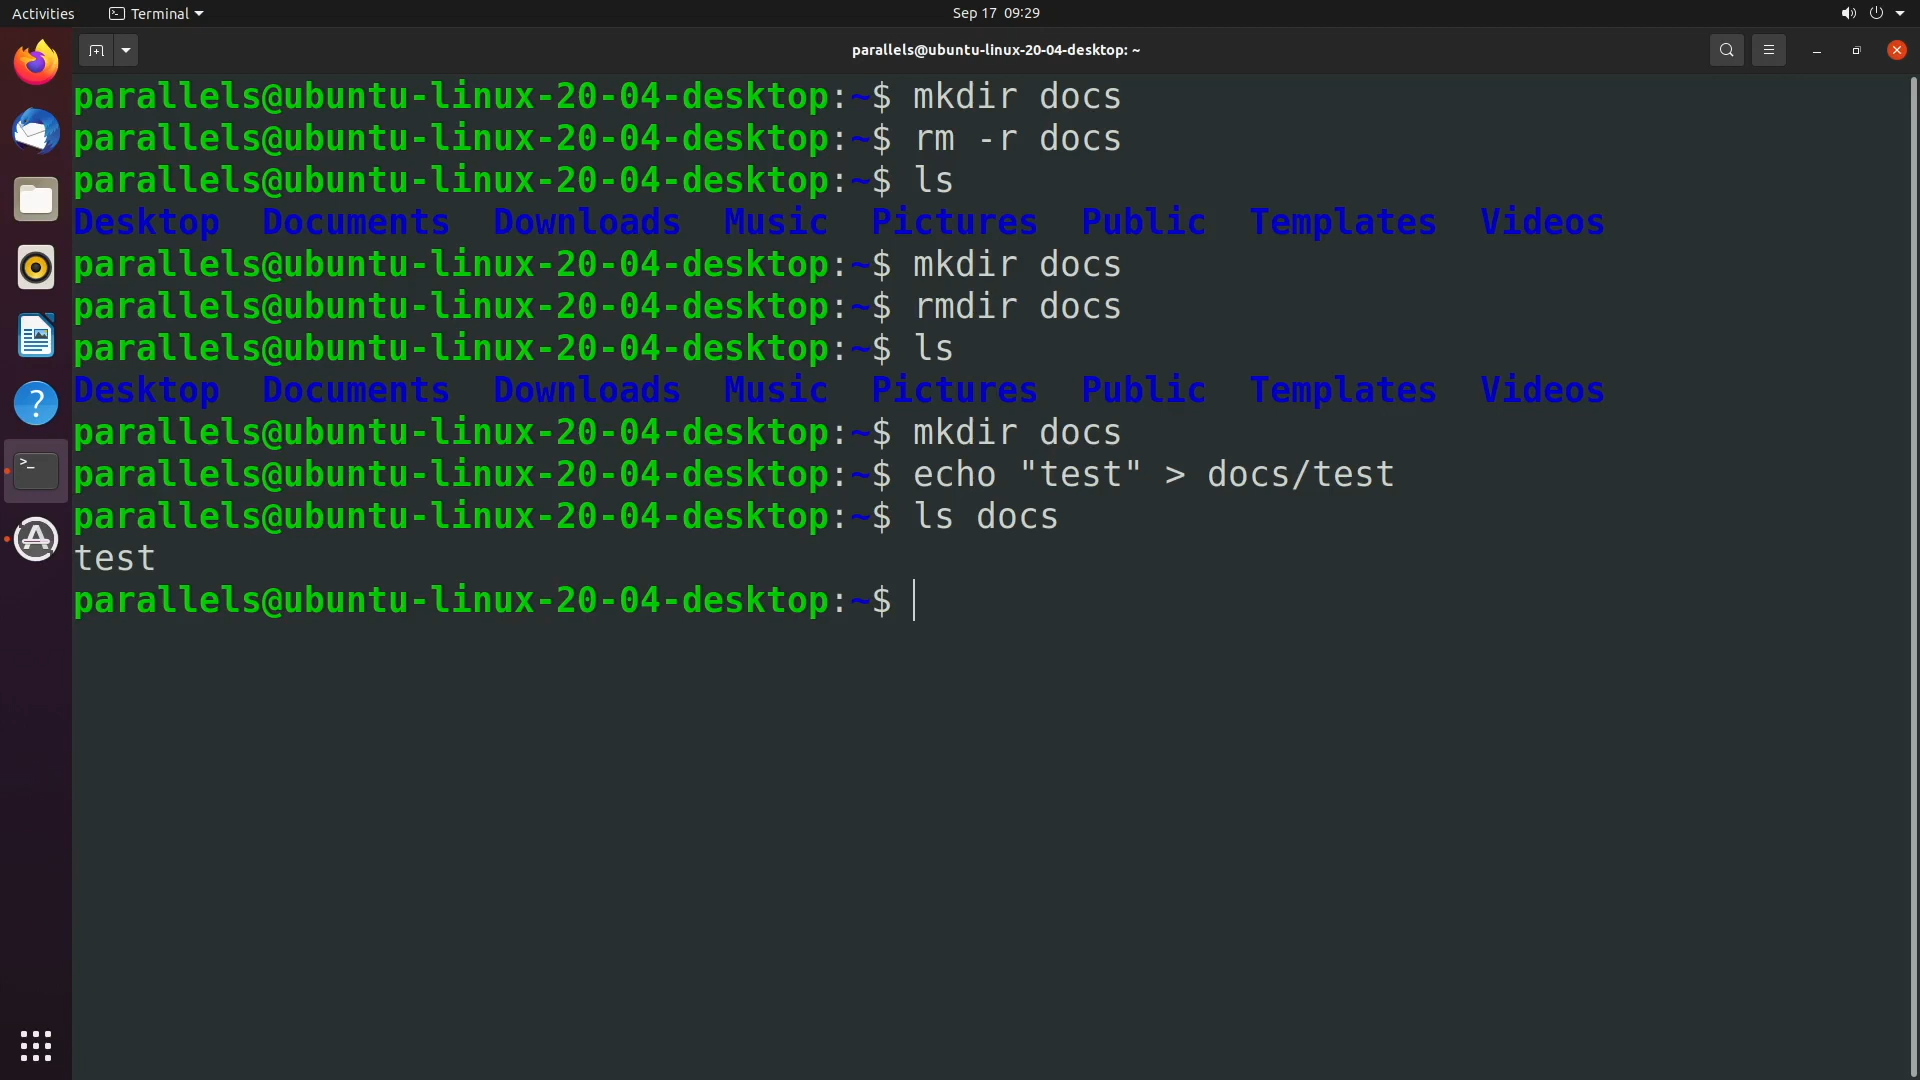 Activities Terminal Sep 17 09:29
parallels@ubuntu-linux-20-04-desktop: ~
parallels@ubuntu-linux-20-04-desktop:~$ mkdir docs
parallels@ubuntu-linux-20-04-desktop:~$ rm -r docs
parallels@ubuntu-linux-20-04-desktop:~$ ls
Desktop Documents Downloads Music Pictures Public Templates Videos
parallels@ubuntu-linux-20-04-desktop:~$ mkdir docs
parallels@ubuntu-linux-20-04-desktop:~$ rmdir docs
parallels@ubuntu-linux-20-04-desktop:~$ ls
Desktop Documents Downloads Music Pictures Public Templates Videos
parallels@ubuntu-linux-20-04-desktop:~$ mkdir docs
parallels@ubuntu-linux-20-04-desktop:~$ echo "test" > docs/test
parallels@ubuntu-linux-20-04-desktop:~$ ls docs
test
parallels@ubuntu-linux-20-04-desktop:~$